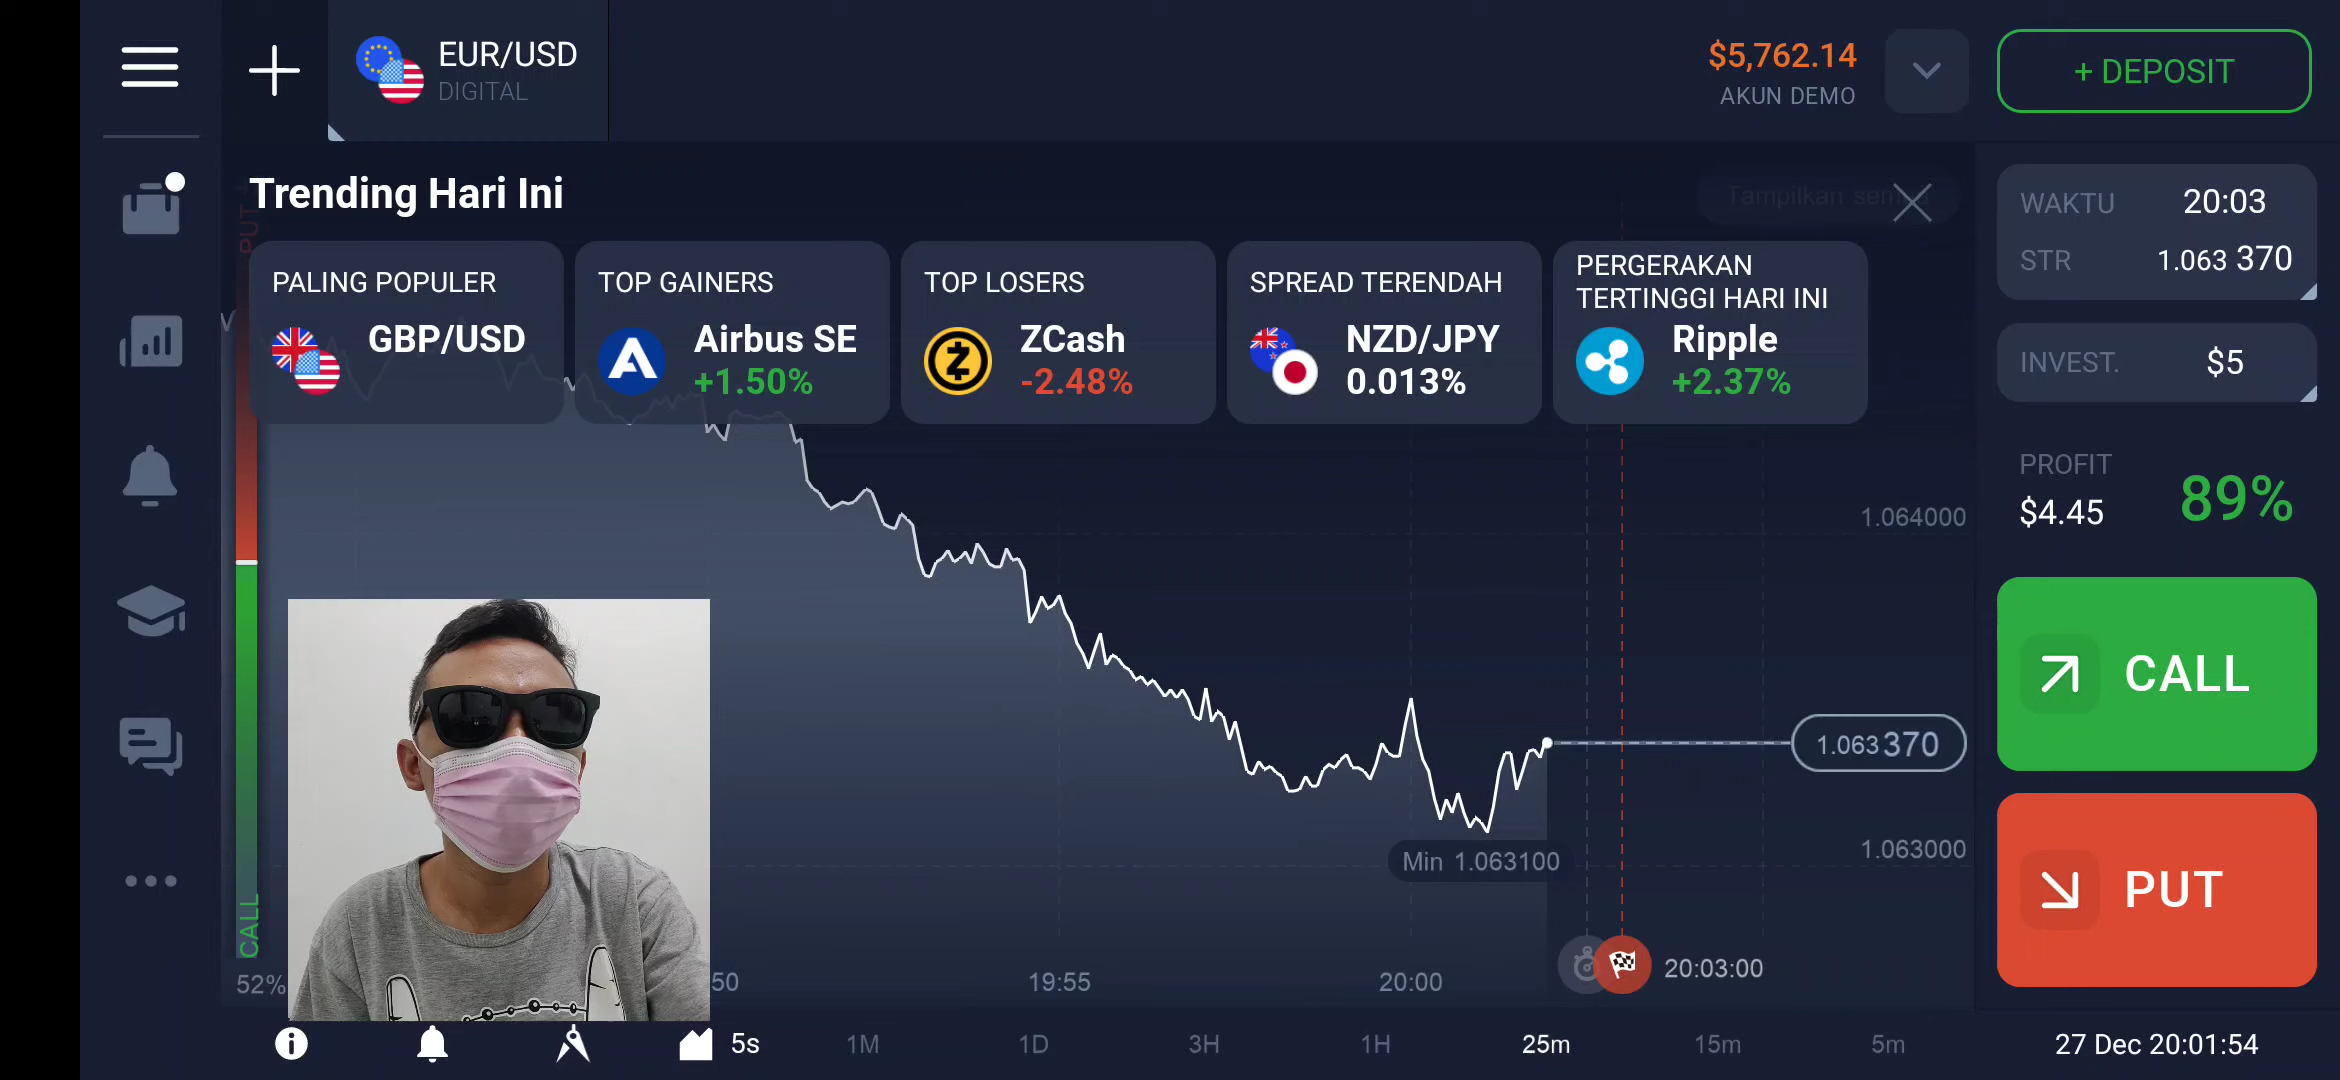 EUR/USD
DIGITAL
$5,762.14
AKUN DEMO
+ DEPOSIT
Trending Hari Ini
PALING POPULER
GBP/USD
TOP GAINERS
Airbus SE
+1.50%
TOP LOSERS
ZCash
-2.48%
SPREAD TERENDAH
NZD/JPY
0.013%
PERGERAKAN
TERTINGGI HARI INI
Ripple
+2.37%
WAKTU 20:03
STR 1.063 370
INVEST. $5
PROFIT
$4.45
89%
CALL
PUT
PUT
CALL
52%
1.064000
1.063370
1.063000
Min 1.063100
50
19:55
20:00
20:03:00
5s
1M
1D
3H
1H
25m
15m
5m
27 Dec 20:01:54